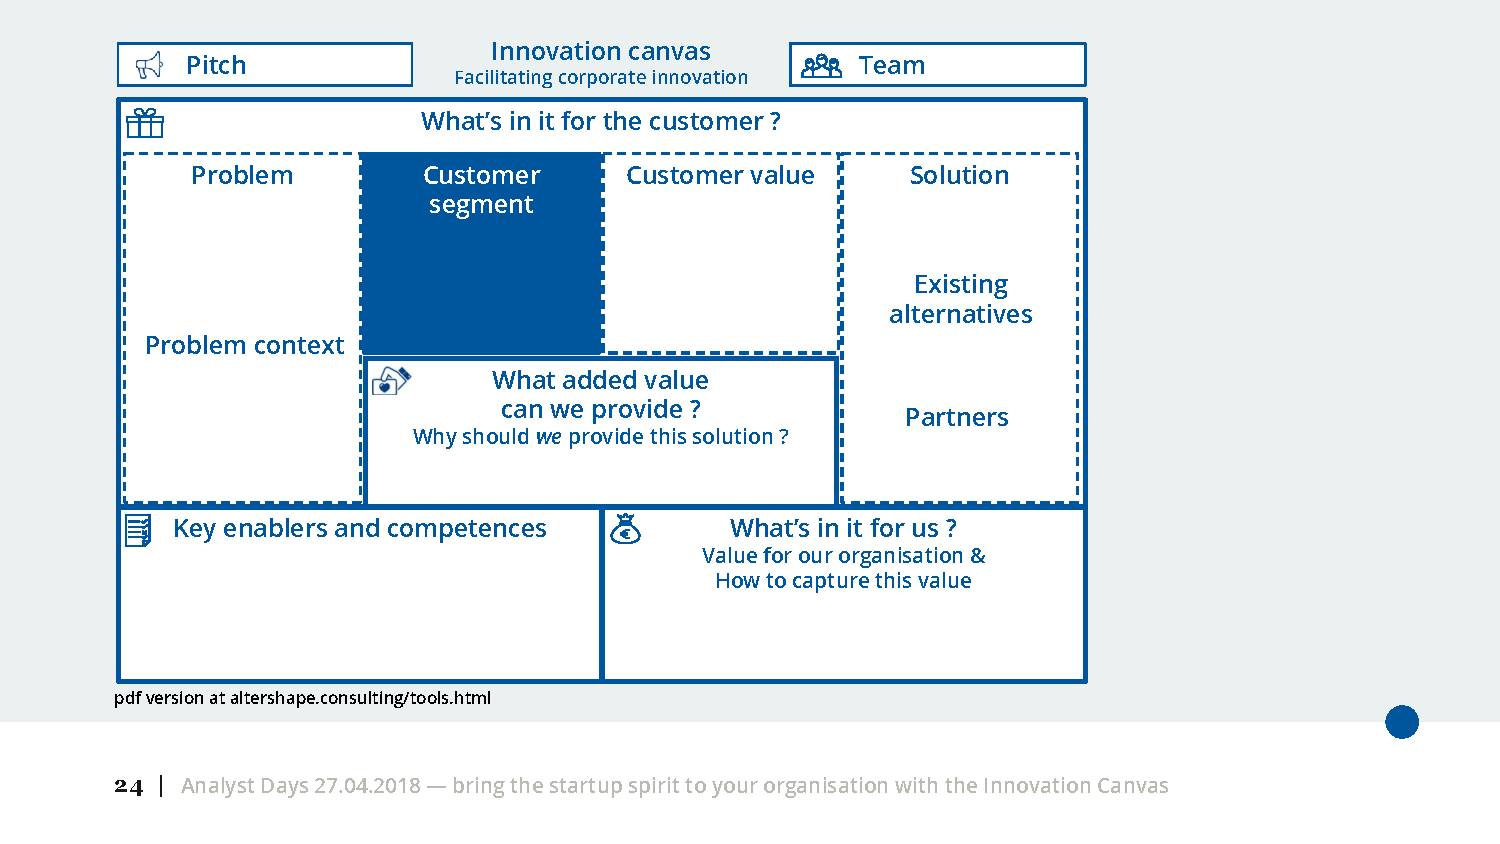 Pitch
Innovation canvas
Facilitating corporate innovation
Team
What’s in it for the customer ?
Problem
Customer
segment
Customer value
Solution
Existing
alternatives
Problem context
Partners
What added value
can we provide ?
Why should we provide this solution ?
Key enablers and competences
What’s in it for us ?
Value for our organisation &
How to capture this value
pdf version at altershape.consulting/tools.html
24 | Analyst Days 27.04.2018 — bring the startup spirit to your organisation with the Innovation Canvas